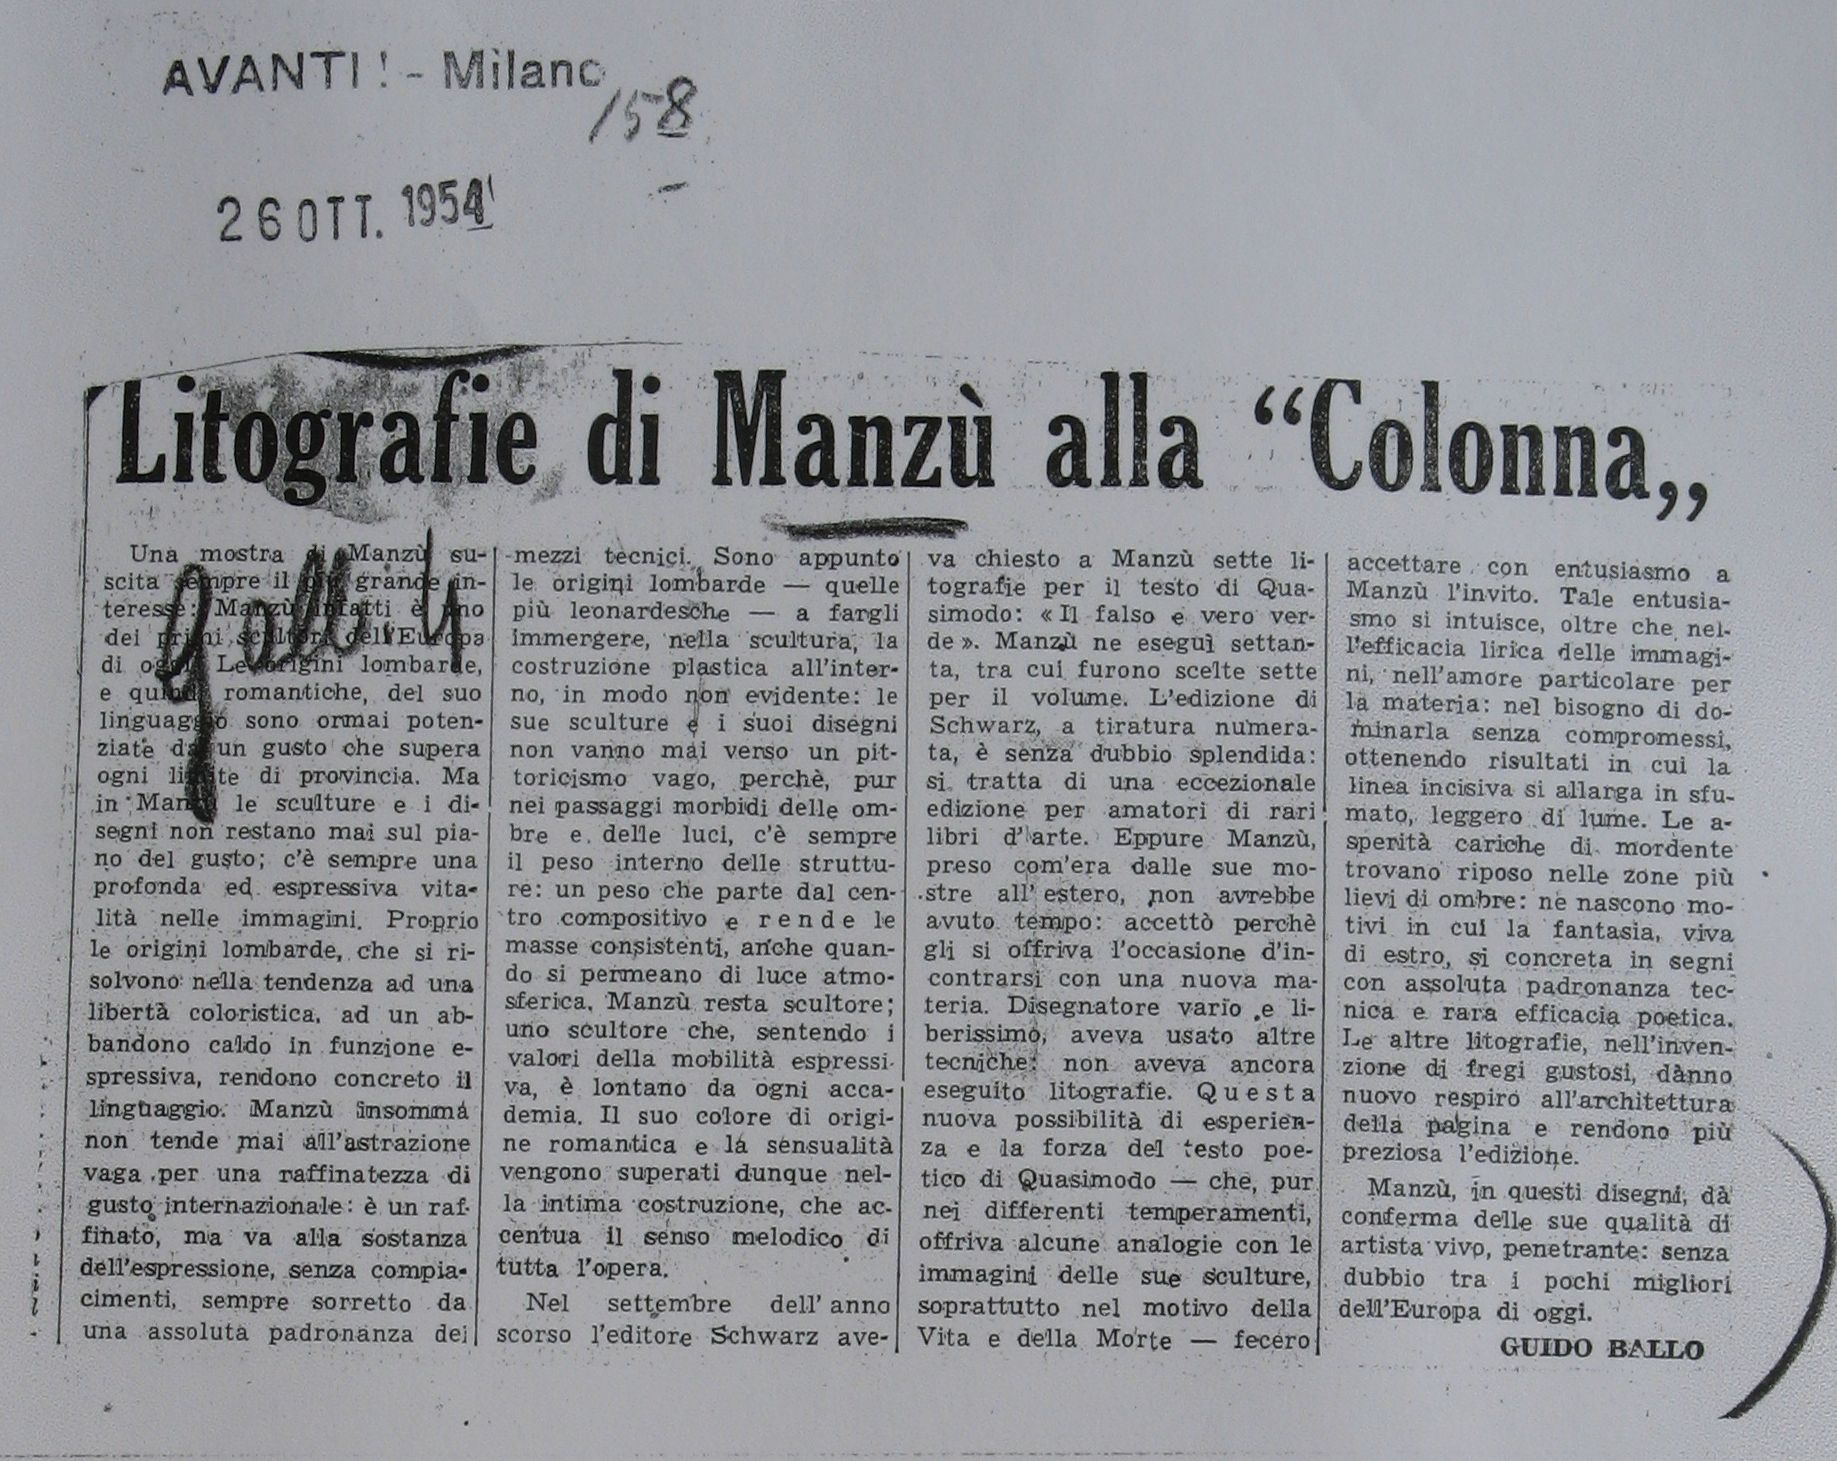 AVANTI! - Milano
/58
26 OTT. 1954
Litografie di Manzù alla “Colonna„
Una mostra di Manzù su-
scita sempre il più grande in-
teresse: Manzù infatti è uno
dei primi scultori dell'Europa
di oggi. Le origini lombarde,
e quindi romantiche, del suo
linguaggio sono ormai poten-
ziate da un gusto che supera
ogni limite di provincia. Ma
in Manzù le sculture e i di-
segni non restano mai sul pia-
no del gusto; c'è sempre una
profonda ed espressiva vita-
lità nelle immagini. Proprio
le origini lombarde, che si ri-
solvono nella tendenza ad una
libertà coloristica, ad un ab-
bandono caldo in funzione e-
spressiva, rendono concreto il
linguaggio. Manzù insomma
non tende mai all'astrazione
vaga per una raffinatezza di
gusto internazionale: è un raf-
finato, ma va alla sostanza
dell'espressione, senza compia-
cimenti, sempre sorretto da
una assoluta padronanza dei
mezzi tecnici. Sono appunto
le origini lombarde — quelle
più leonardesche — a fargli
immergere, nella scultura, la
costruzione plastica all'inter-
no, in modo non evidente: le
sue sculture e i suoi disegni
non vanno mai verso un pit-
toricismo vago, perchè, pur
nei passaggi morbidi delle om-
bre e delle luci, c'è sempre
il peso interno delle struttu-
re: un peso che parte dal cen-
tro compositivo e rende le
masse consistenti, anche quan-
do si permeano di luce atmo-
sferica. Manzù resta scultore;
uno scultore che, sentendo i
valori della mobilità espressi-
va, è lontano da ogni acca-
demia. Il suo colore di origi-
ne romantica e la sensualità
vengono superati dunque nel-
la intima costruzione, che ac-
centua il senso melodico di
tutta l'opera.
Nel settembre dell'anno
scorso l'editore Schwarz ave-
va chiesto a Manzù sette li-
tografie per il testo di Qua-
simodo: « Il falso e vero ver-
de ». Manzù ne eseguì settan-
ta, tra cui furono scelte sette
per il volume. L'edizione di
Schwarz, a tiratura numera-
ta, è senza dubbio splendida:
si tratta di una eccezionale
edizione per amatori di rari
libri d'arte. Eppure Manzù,
preso com'era dalle sue mo-
stre all'estero, non avrebbe
avuto tempo: accettò perchè
gli si offriva l'occasione d'in-
contrarsi con una nuova ma-
teria. Disegnatore vario e li-
berissimo, aveva usato altre
tecniche: non aveva ancora
eseguito litografie. Questa
nuova possibilità di esperien-
za e la forza del testo poe-
tico di Quasimodo — che, pur
nei differenti temperamenti,
offriva alcune analogie con le
immagini delle sue sculture,
soprattutto nel motivo della
Vita e della Morte — fecero
accettare con entusiasmo a
Manzù l'invito. Tale entusia-
smo si intuisce, oltre che nel-
l'efficacia lirica delle immagi-
ni, nell'amore particolare per
la materia: nel bisogno di do-
minarla senza compromessi,
ottenendo risultati in cui la
linea incisiva si allarga in sfu-
mato, leggero di lume. Le a-
sperità cariche di mordente
trovano riposo nelle zone più
lievi di ombre: ne nascono mo-
tivi in cui la fantasia, viva
di estro, si concreta in segni
con assoluta padronanza tec-
nica e rara efficacia poetica.
Le altre litografie, nell'inven-
zione di fregi gustosi, dànno
nuovo respiro all'architettura
della pagina e rendono più
preziosa l'edizione.
Manzù, in questi disegni, dà
conferma delle sue qualità di
artista vivo, penetrante: senza
dubbio tra i pochi migliori
dell'Europa di oggi.
GUIDO BALLO